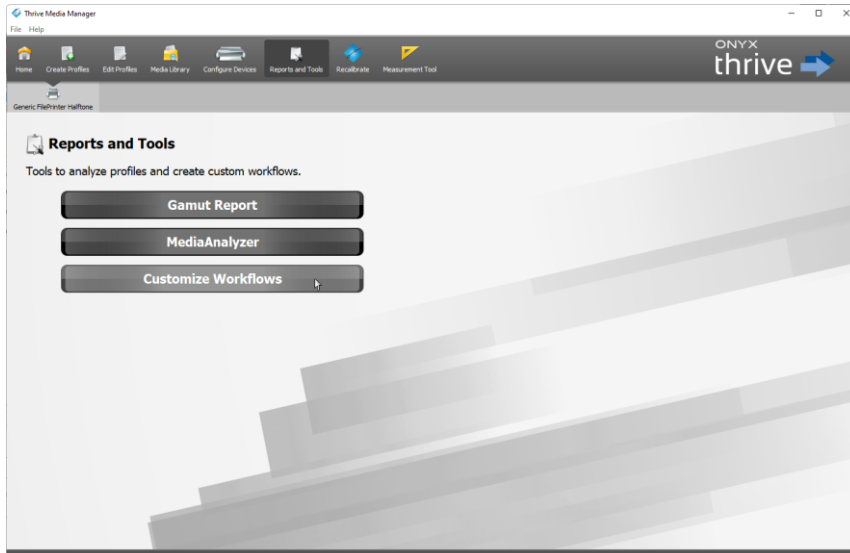 Thrive Media Manager
File Help
Home Create Profiles Edit Profiles Media Library Configure Devices Reports and Tools Recalibrate Measurement Tool
ONYX
thrive
Generic FilePrinter Halftone
Reports and Tools
Tools to analyze profiles and create custom workflows.
Gamut Report
MediaAnalyzer
Customize Workflows